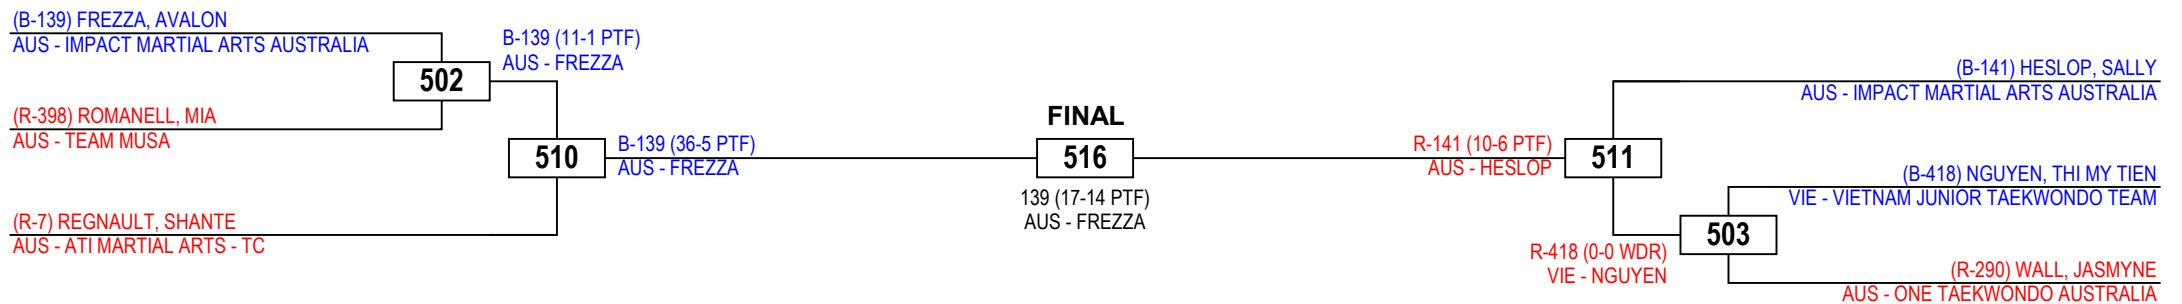 (B-139) FREZZA, AVALON
AUS - IMPACT MARTIAL ARTS AUSTRALIA
B-139 (11-1 PTF)
AUS - FREZZA
502
(R-398) ROMANELL, MIA
AUS - TEAM MUSA
510
B-139 (36-5 PTF)
AUS - FREZZA
(R-7) REGNAULT, SHANTE
AUS - ATI MARTIAL ARTS - TC
FINAL
516
139 (17-14 PTF)
AUS - FREZZA
(B-141) HESLOP, SALLY
AUS - IMPACT MARTIAL ARTS AUSTRALIA
R-141 (10-6 PTF)
AUS - HESLOP
511
(B-418) NGUYEN, THI MY TIEN
VIE - VIETNAM JUNIOR TAEKWONDO TEAM
503
R-418 (0-0 WDR)
VIE - NGUYEN
(R-290) WALL, JASMYNE
AUS - ONE TAEKWONDO AUSTRALIA